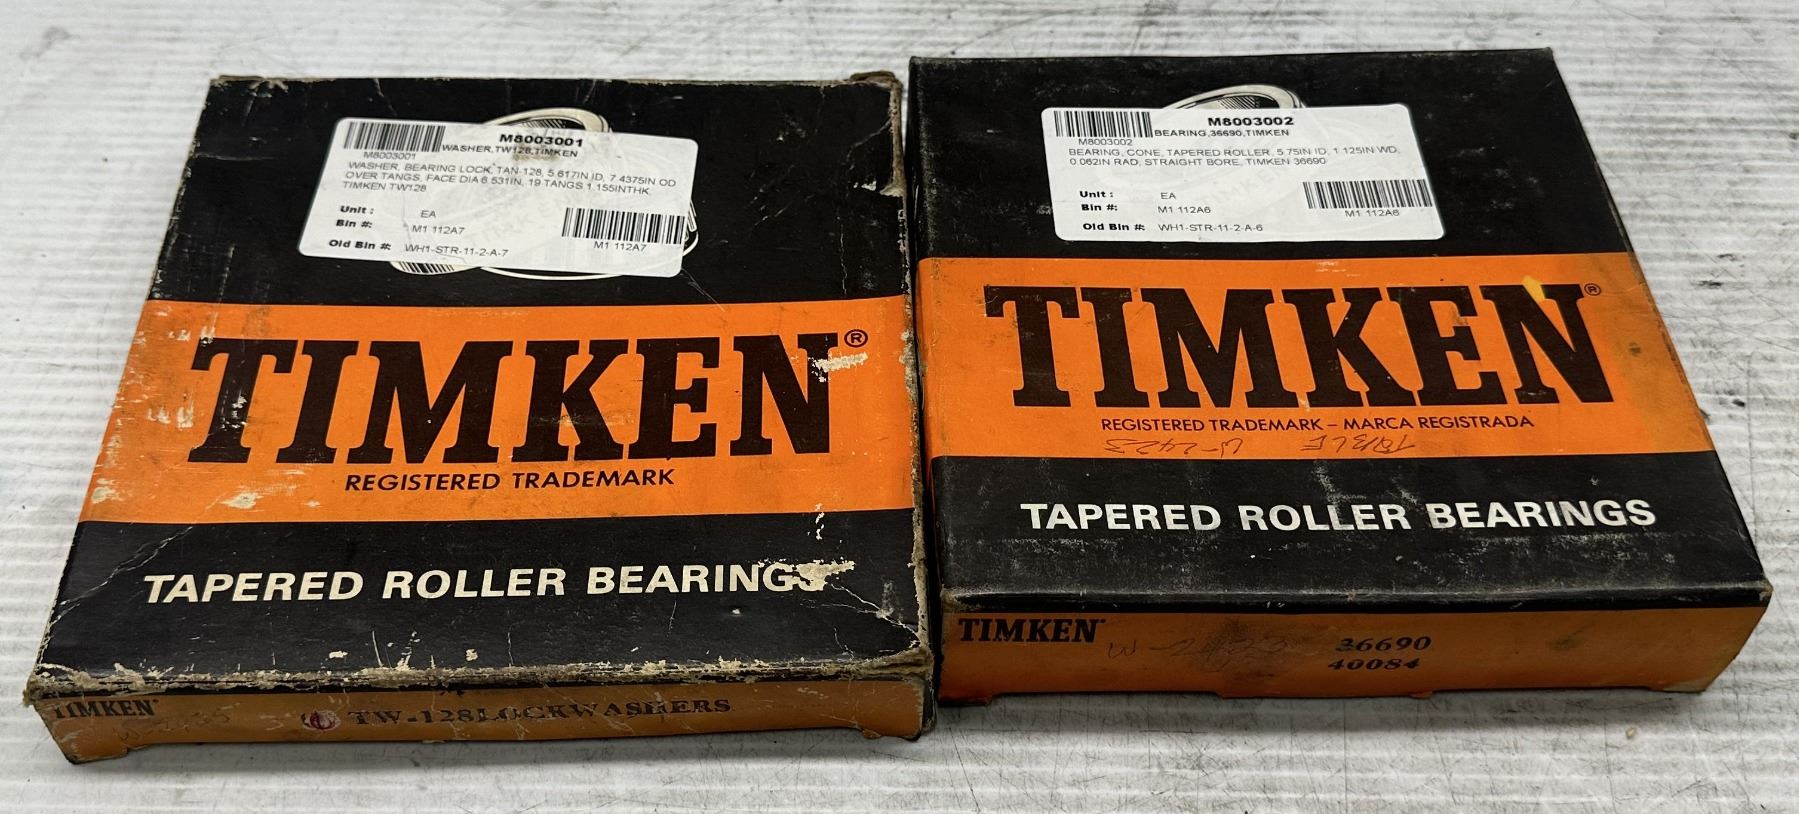 M8003001
M8003001 WASHER,TW128,TIMKEN
WASHER, BEARING LOCK, TAN-128, 5.617IN ID, 7.4375IN OD
OVER TANGS, FACE DIA 6.531IN, 19 TANGS 1.155INTHK.
TIMKEN TW128
Unit : EA
Bin #: M1 112A7
M1 112A7
Old Bin #: WH1-STR-11-2-A-7
TIMKEN®
REGISTERED TRADEMARK
TAPERED ROLLER BEARINGS
TIMKEN
TW-128LOCKWASHERS
M8003002
M8003002 BEARING,36690,TIMKEN
BEARING, CONE, TAPERED ROLLER, 5.75IN ID, 1.125IN WD,
0.062IN RAD, STRAIGHT BORE, TIMKEN 36690
Unit : EA
Bin #: M1 112A6
M1 112A6
Old Bin #: WH1-STR-11-2-A-6
TIMKEN®
REGISTERED TRADEMARK – MARCA REGISTRADA
TABLE W-2423
TAPERED ROLLER BEARINGS
TIMKEN W-2423 36690
40084